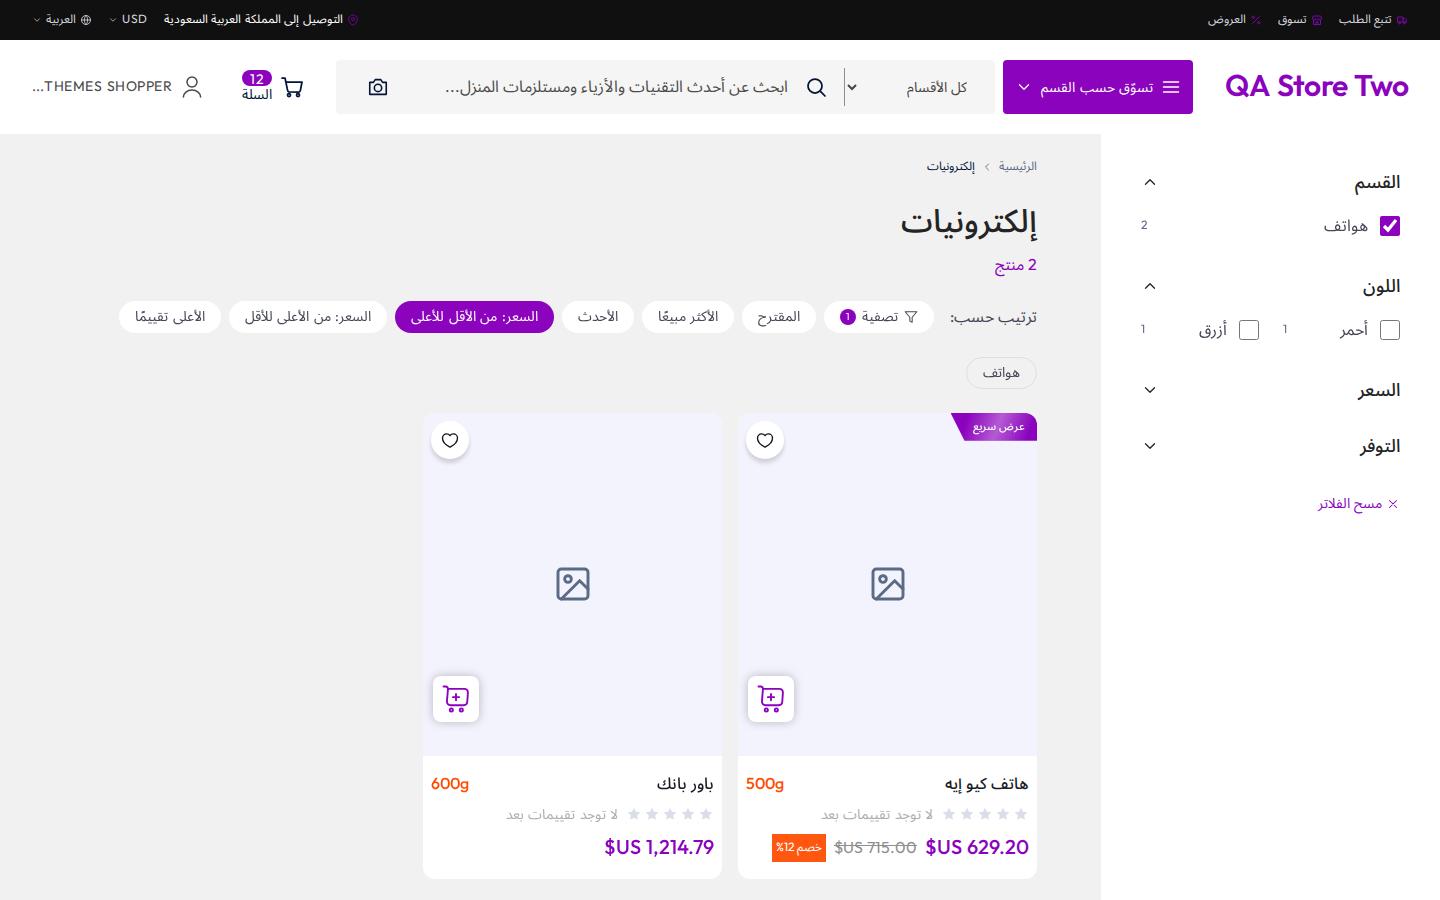 تتبع الطلب
تسوق
العروض
التوصيل إلى المملكة العربية السعودية
USD
العربية
QA Store Two
تسوّق حسب القسم
كل الأقسام
ابحث عن أحدث التقنيات والأزياء ومستلزمات المنزل...
12
السلة
THEMES SHOPPER...
القسم
هواتف
2
اللون
أحمر
1
أزرق
1
السعر
التوفر
مسح الفلاتر
الرئيسية
إلكترونيات
إلكترونيات
2 منتج
ترتيب حسب:
تصفية 1
المقترح
الأكثر مبيعًا
الأحدث
السعر: من الأقل للأعلى
السعر: من الأعلى للأقل
الأعلى تقييمًا
هواتف
عرض سريع
هاتف كيو إيه
500g
لا توجد تقييمات بعد
$US 629.20
$US 715.00
خصم 12%
باور بانك
600g
لا توجد تقييمات بعد
$US 1,214.79